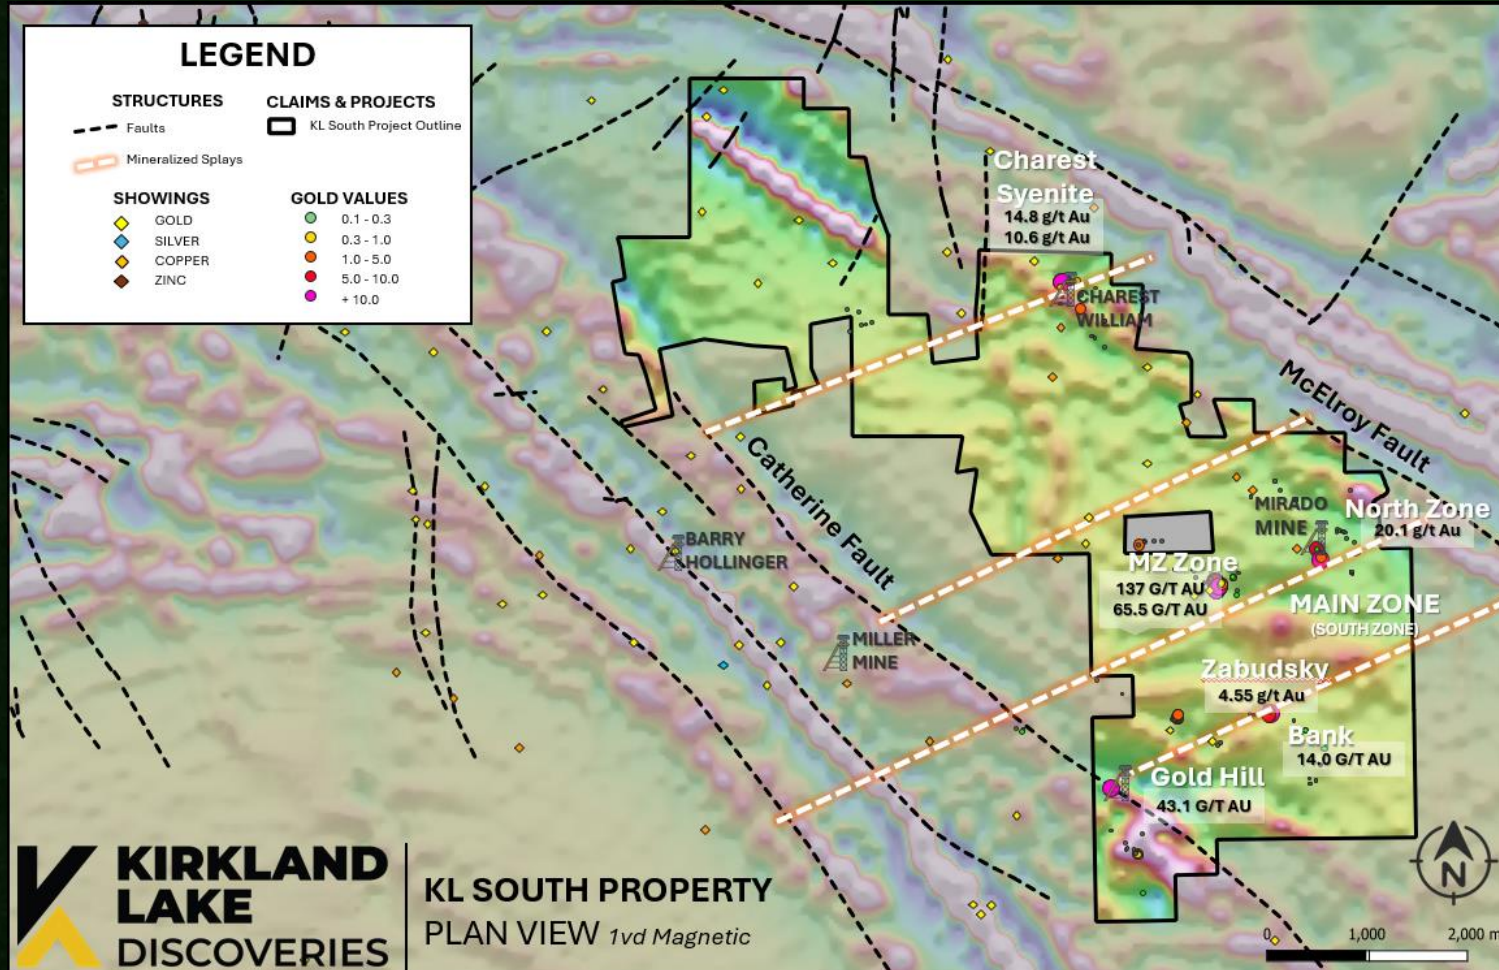 LEGEND
STRUCTURES
Faults
Mineralized Splays
CLAIMS & PROJECTS
KL South Project Outline
SHOWINGS
GOLD
SILVER
COPPER
ZINC
GOLD VALUES
0.1 - 0.3
0.3 - 1.0
1.0 - 5.0
5.0 - 10.0
+ 10.0
Charest
Syenite
14.8 g/t Au
10.6 g/t Au
CHAREST
WILLIAM
McElroy Fault
Catherine Fault
BARRY
HOLLINGER
MILLER
MINE
MIRADO
MINE
North Zone
20.1 g/t Au
MZ Zone
137 G/T AU
65.5 G/T AU
MAIN ZONE
(SOUTH ZONE)
Zabudsky
4.55 g/t Au
Bank
14.0 G/T AU
Gold Hill
43.1 G/T AU
KIRKLAND
LAKE
DISCOVERIES
KL SOUTH PROPERTY
PLAN VIEW 1vd Magnetic
N
0 1,000 2,000 m